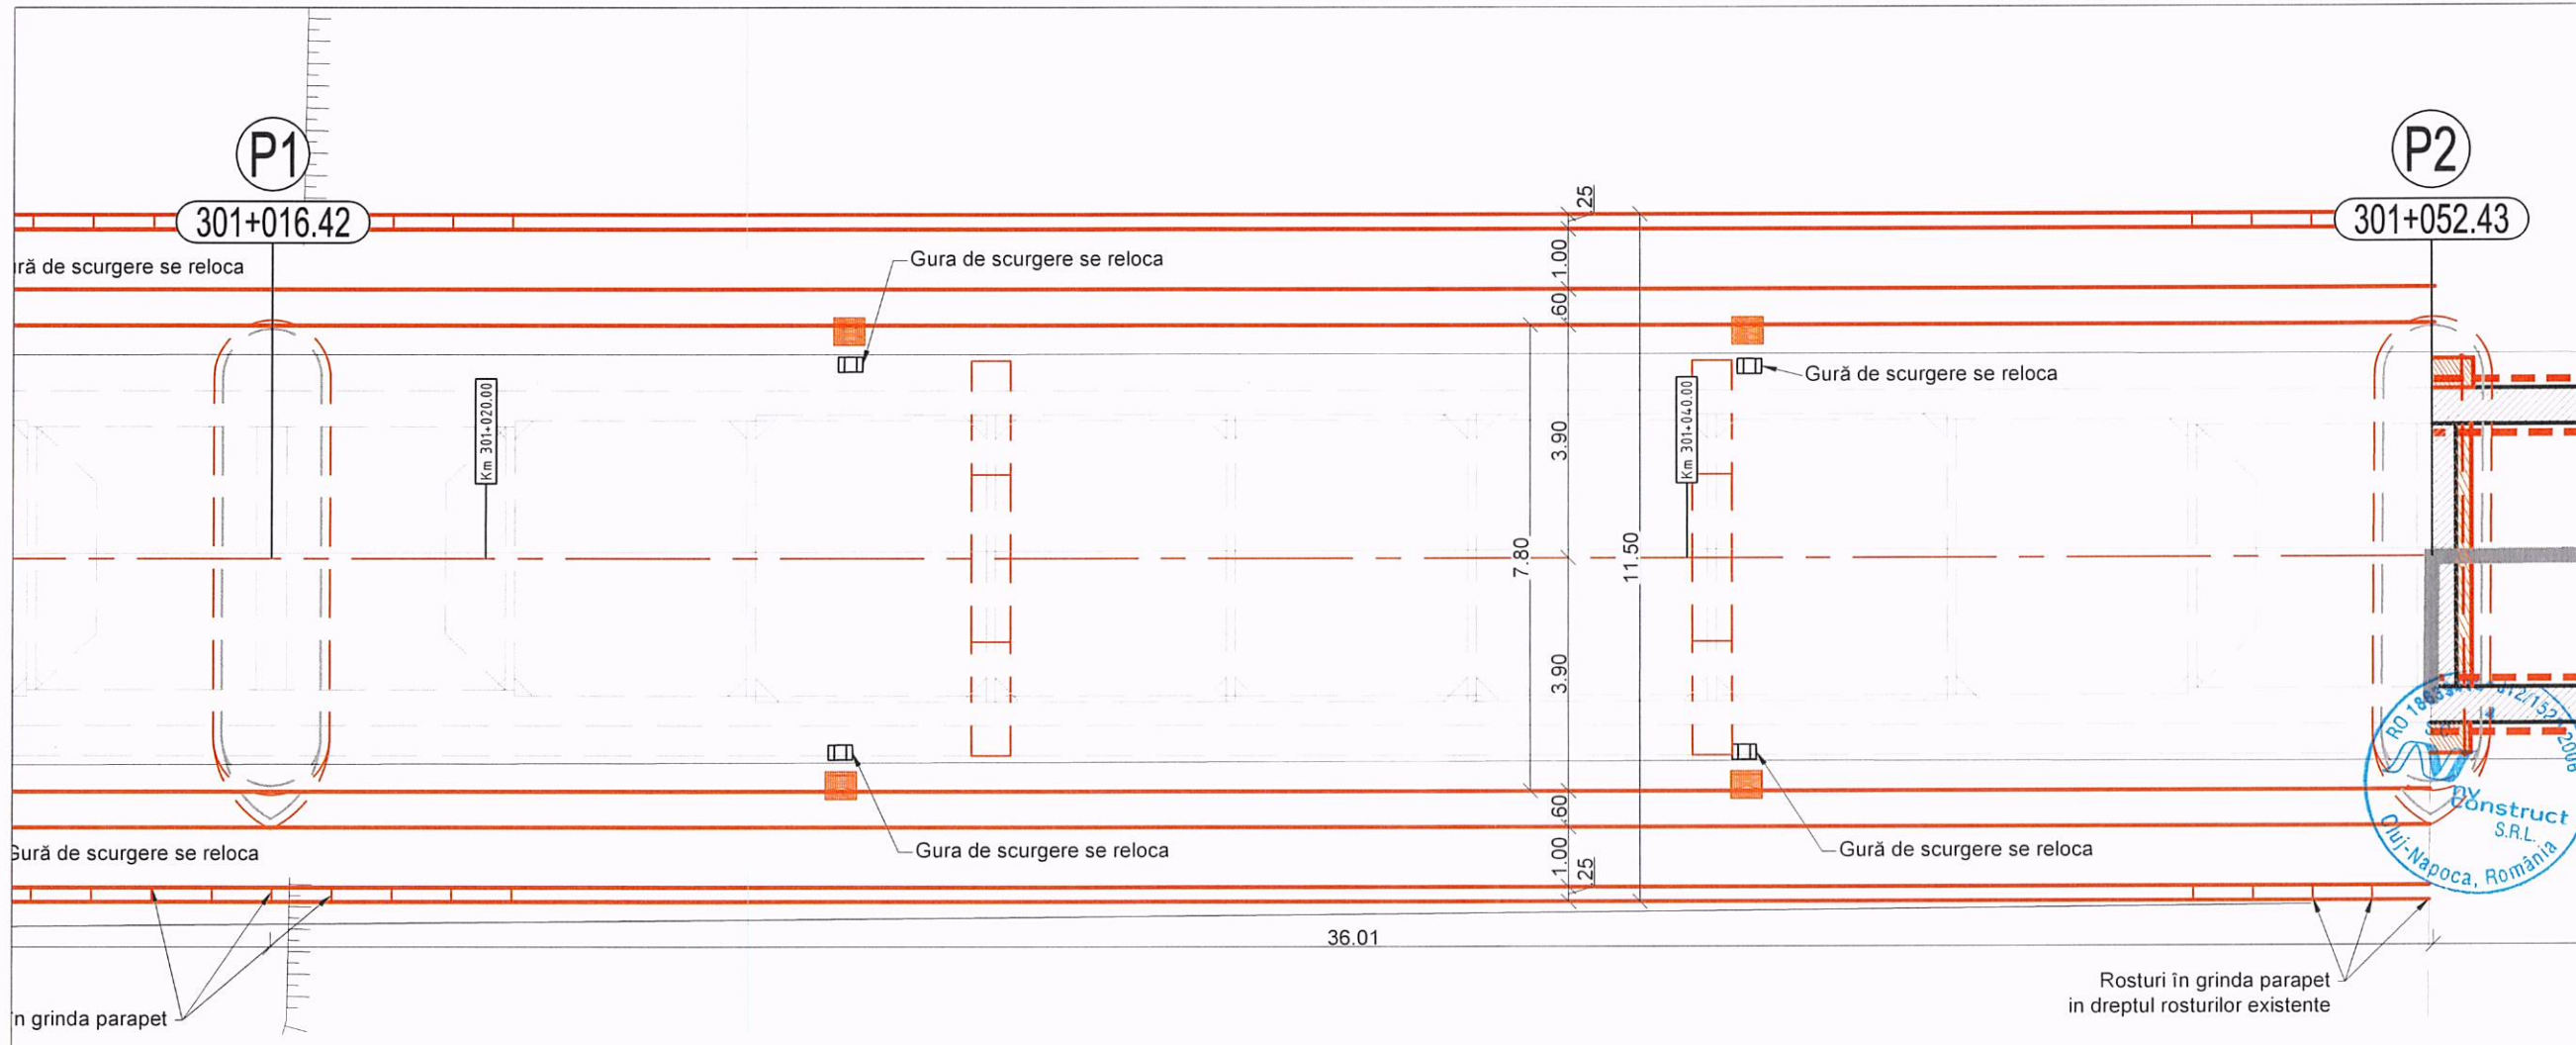 P1
P2
301+016.42
301+052.43
25
1.00
.60
Gura de scurgere se reloca
ură de scurgere se reloca
Gură de scurgere se reloca
Km 301+020.00
Km 301+040.00
3.90
7.80
11.50
3.90
.60
1.00
25
Gură de scurgere se reloca
Gura de scurgere se reloca
Gură de scurgere se reloca
36.01
în grinda parapet
Rosturi în grinda parapet
in dreptul rosturilor existente
nv
construct
S.R.L.
Cluj-Napoca, România